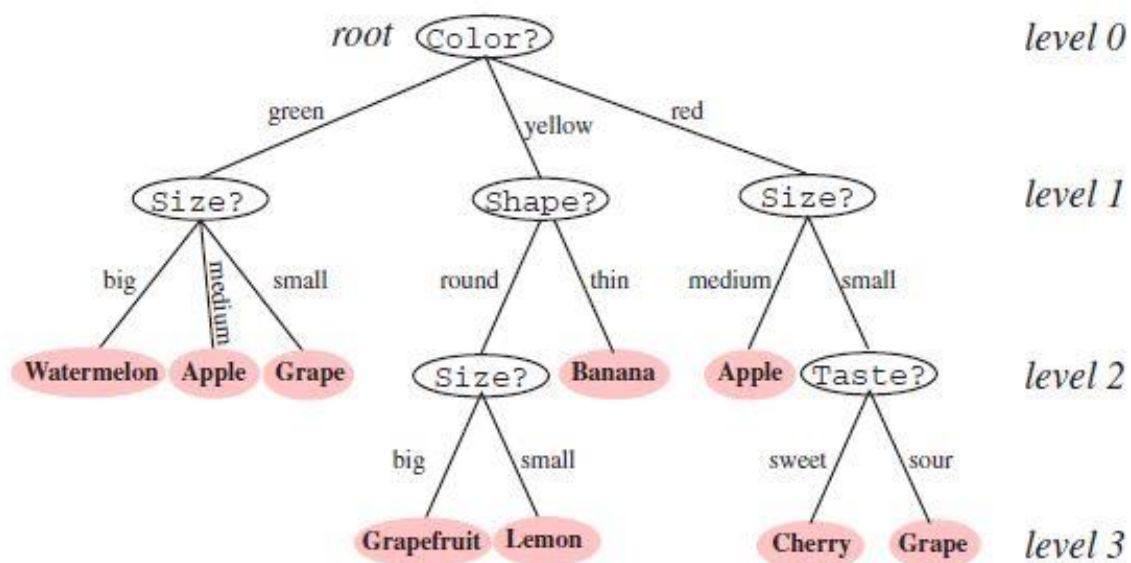 root Color? level 0
green yellow red
Size? Shape? Size? level 1
big medium small round thin medium small
Watermelon Apple Grape Size? Banana Apple Taste? level 2
big small sweet sour
Grapefruit Lemon Cherry Grape level 3